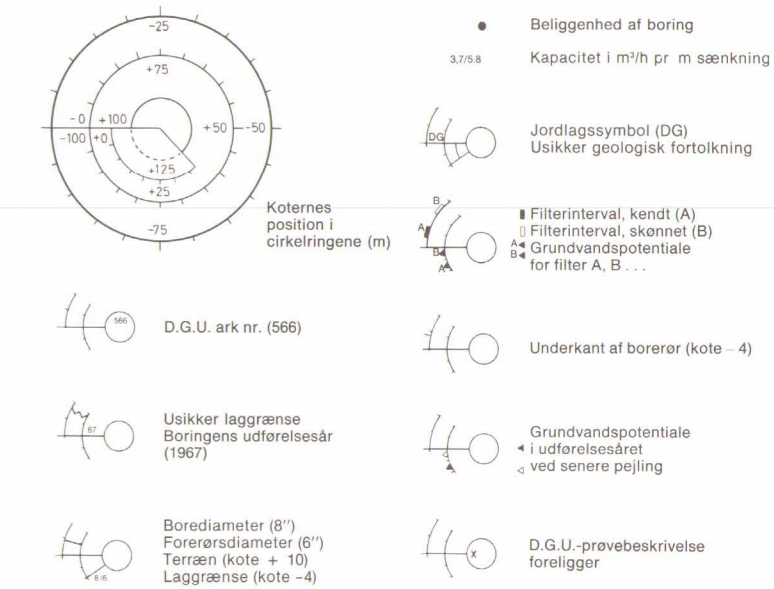 -25
+75
-0 +100
-100 +0
+50
-50
+125
+25
-75
Koternes
position i
cirkelringene (m)
566
D.G.U. ark nr. (566)
67
Usikker laggrænse
Boringens udførelsesår
(1967)
8/6
Borediameter (8'')
Forerørsdiameter (6'')
Terræn (kote + 10)
Laggrænse (kote -4)
Beliggenhed af boring
3,7/5.8
Kapacitet i m³/h pr m sænkning
DG
Jordlagssymbol (DG)
Usikker geologisk fortolkning
B
A
B
A
Filterinterval, kendt (A)
Filterinterval, skønnet (B)
A Grundvandspotentiale
B for filter A, B . . .
Underkant af borerør (kote - 4)
Grundvandspotentiale
i udførelsesåret
ved senere pejling
x
D.G.U.-prøvebeskrivelse
foreligger